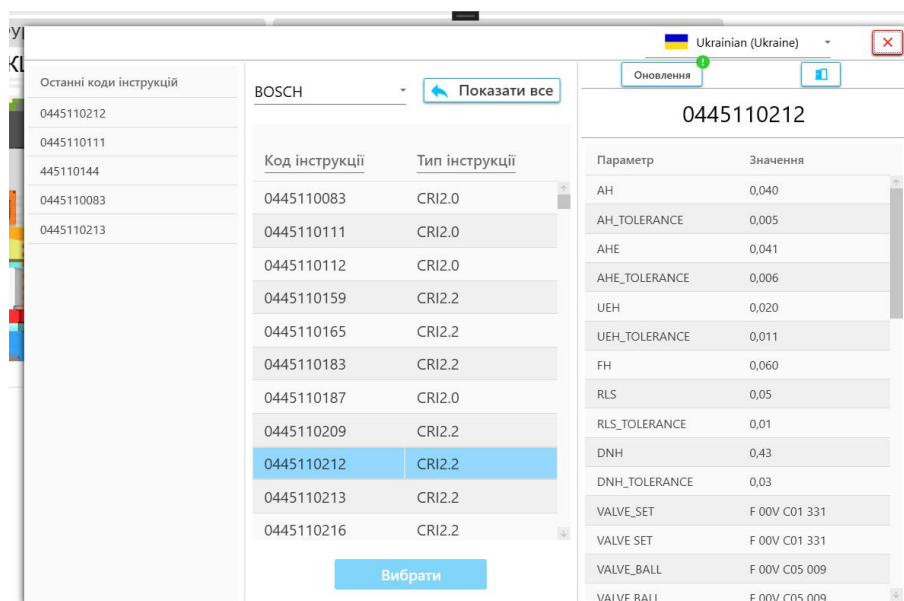 Ukrainian (Ukraine)
Останні коди інструкцій
0445110212
0445110111
445110144
0445110083
0445110213
BOSCH
Показати все
Код інструкції Тип інструкції
0445110083 CRI2.0
0445110111 CRI2.0
0445110112 CRI2.0
0445110159 CRI2.2
0445110165 CRI2.2
0445110183 CRI2.2
0445110187 CRI2.0
0445110209 CRI2.2
0445110212 CRI2.2
0445110213 CRI2.2
0445110216 CRI2.2
Вибрати
Оновлення
0445110212
Параметр Значення
AH 0,040
AH_TOLERANCE 0,005
AHE 0,041
AHE_TOLERANCE 0,006
UEH 0,020
UEH_TOLERANCE 0,011
FH 0,060
RLS 0,05
RLS_TOLERANCE 0,01
DNH 0,43
DNH_TOLERANCE 0,03
VALVE_SET F 00V C01 331
VALVE SET F 00V C01 331
VALVE_BALL F 00V C05 009
VALVE BALL F 00V C05 009